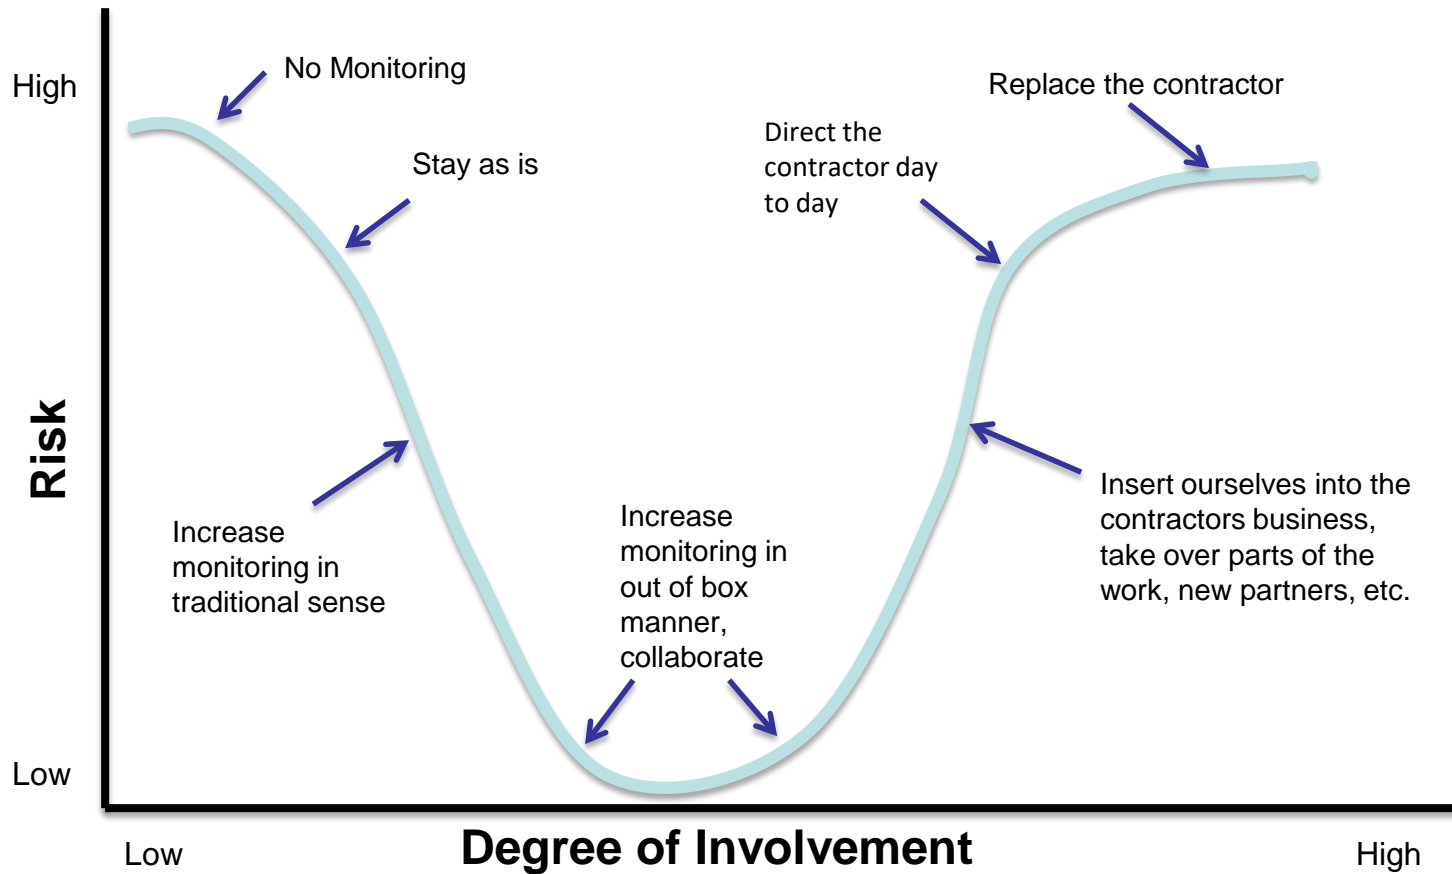 High
No Monitoring
Stay as is
Direct the
contractor day
to day
Replace the contractor
Risk
Increase
monitoring in
traditional sense
Increase
monitoring in
out of box
manner,
collaborate
Insert ourselves into the
contractors business,
take over parts of the
work, new partners, etc.
Low
Low
Degree of Involvement
High